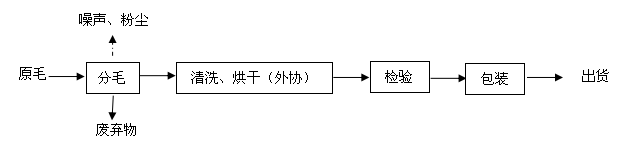 噪声、粉尘
原毛
分毛
清洗、烘干（外协）
检验
包装
出货
废弃物